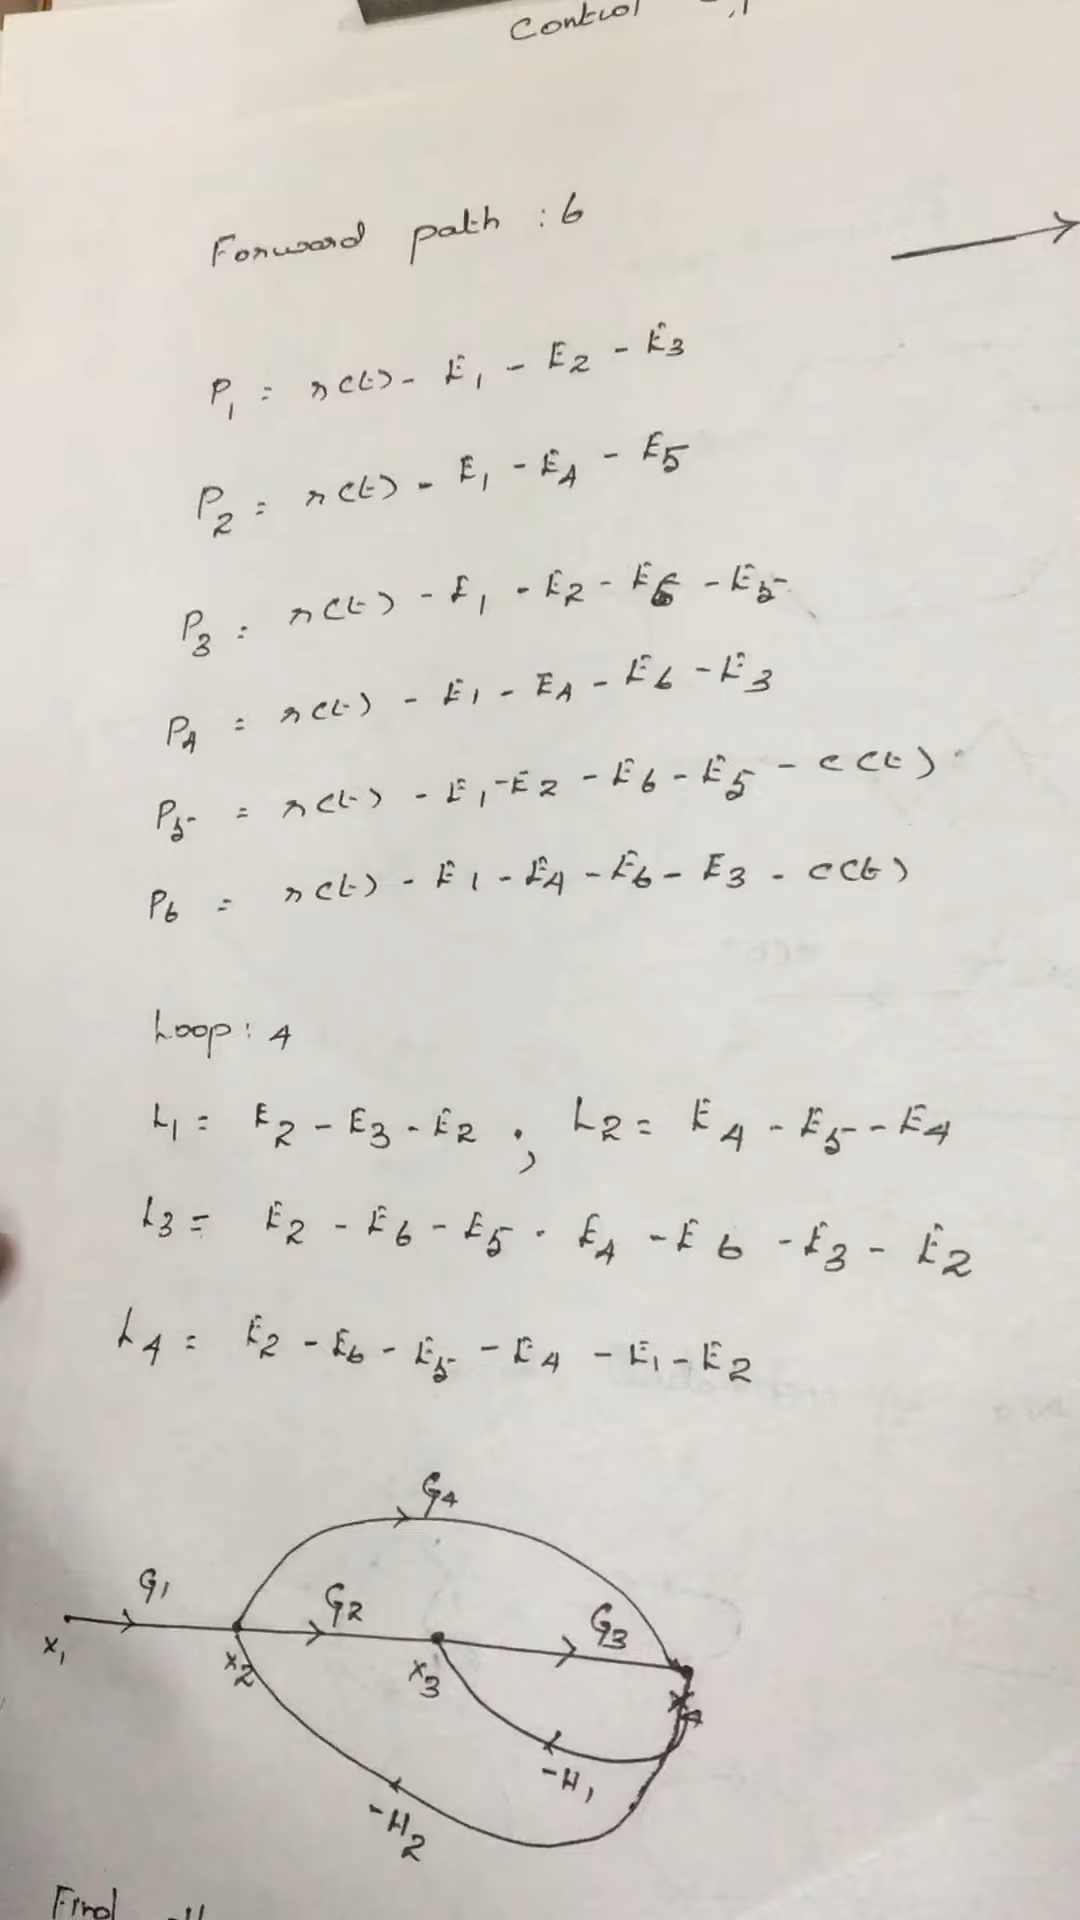 Control
Forward path : 6
P1 = r(t) - E1 - E2 - E3
P2 = r(t) - E1 - E4 - E5
P3 = r(t) - E1 - E2 - E6 - E5
P4 = r(t) - E1 - E4 - E6 - E3
P5 = r(t) - E1 - E2 - E6 - E5 - c(t)
P6 = r(t) - E1 - E4 - E6 - E3 - c(t)
Loop : 4
L1 = E2 - E3 - E2 ; L2 = E4 - E5 - E4
L3 = E2 - E6 - E5 - E4 - E6 - E3 - E2
L4 = E2 - E6 - E5 - E4 - E1 - E2
G4
G1 G2 G3
x1 x2 x3 x4
-H1
-H2
Find